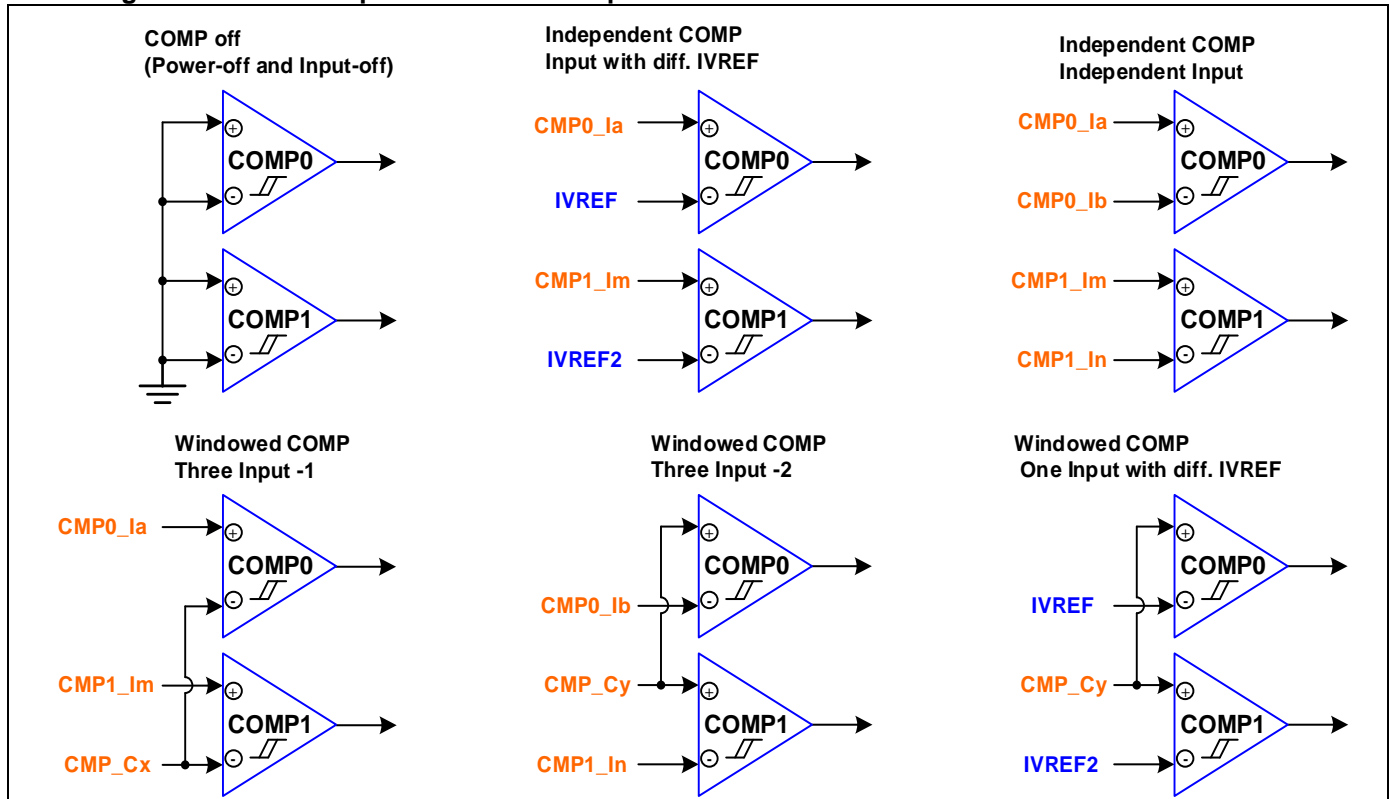 COMP off
(Power-off and Input-off)
+
COMP0
-
+
COMP1
-
Independent COMP
Input with diff. IVREF
CMP0_Ia
+
COMP0
IVREF
-
CMP1_Im
+
COMP1
IVREF2
-
Independent COMP
Independent Input
CMP0_Ia
+
COMP0
CMP0_Ib
-
CMP1_Im
+
COMP1
CMP1_In
-
Windowed COMP
Three Input -1
CMP0_Ia
+
COMP0
-
CMP1_Im
+
COMP1
CMP_Cx
-
Windowed COMP
Three Input -2
+
COMP0
CMP0_Ib
-
CMP_Cy
+
COMP1
CMP1_In
-
Windowed COMP
One Input with diff. IVREF
+
COMP0
IVREF
-
CMP_Cy
+
COMP1
IVREF2
-